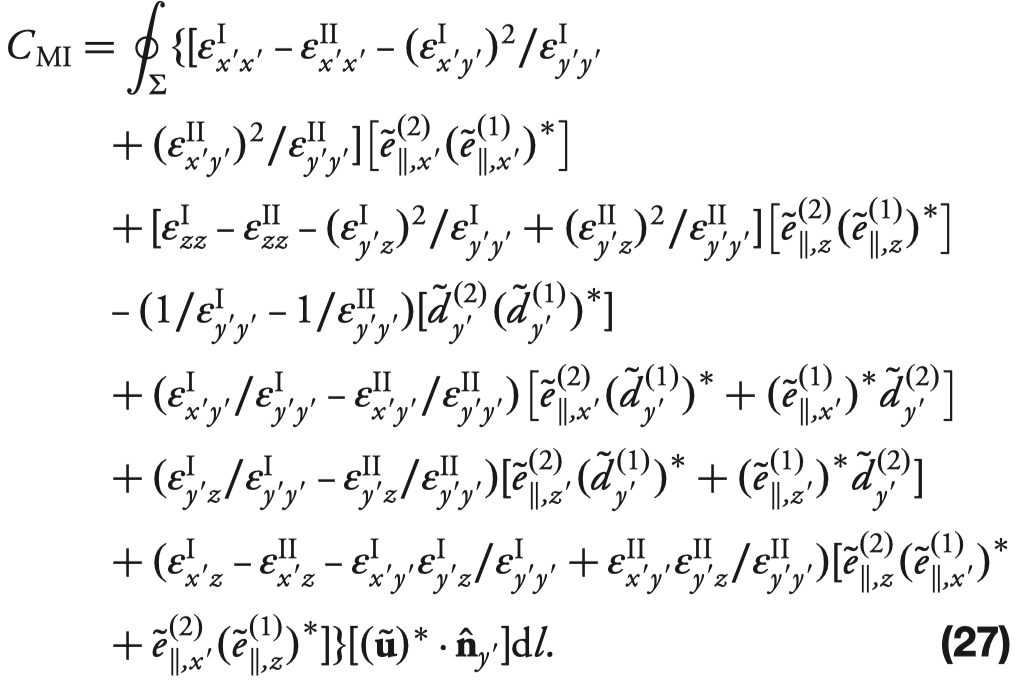 C_MI = ∮_Σ {[ε^I_{x′x′} – ε^II_{x′x′} – (ε^I_{x′y′})²/ε^I_{y′y′}
+ (ε^II_{x′y′})²/ε^II_{y′y′}][ẽ^(2)_{∥,x′}(ẽ^(1)_{∥,x′})*]
+ [ε^I_{zz} – ε^II_{zz} – (ε^I_{y′z})²/ε^I_{y′y′} + (ε^II_{y′z})²/ε^II_{y′y′}][ẽ^(2)_{∥,z}(ẽ^(1)_{∥,z})*]
– (1/ε^I_{y′y′} – 1/ε^II_{y′y′})[d̃^(2)_{y′}(d̃^(1)_{y′})*]
+ (ε^I_{x′y′}/ε^I_{y′y′} – ε^II_{x′y′}/ε^II_{y′y′})[ẽ^(2)_{∥,x′}(d̃^(1)_{y′})* + (ẽ^(1)_{∥,x′})*d̃^(2)_{y′}]
+ (ε^I_{y′z}/ε^I_{y′y′} – ε^II_{y′z}/ε^II_{y′y′})[ẽ^(2)_{∥,z′}(d̃^(1)_{y′})* + (ẽ^(1)_{∥,z′})*d̃^(2)_{y′}]
+ (ε^I_{x′z} – ε^II_{x′z} – ε^I_{x′y′}ε^I_{y′z}/ε^I_{y′y′} + ε^II_{x′y′}ε^II_{y′z}/ε^II_{y′y′})[ẽ^(2)_{∥,z}(ẽ^(1)_{∥,x′})*
+ ẽ^(2)_{∥,x′}(ẽ^(1)_{∥,z})*]}[(ũ)* · n̂_{y′}]dl. (27)